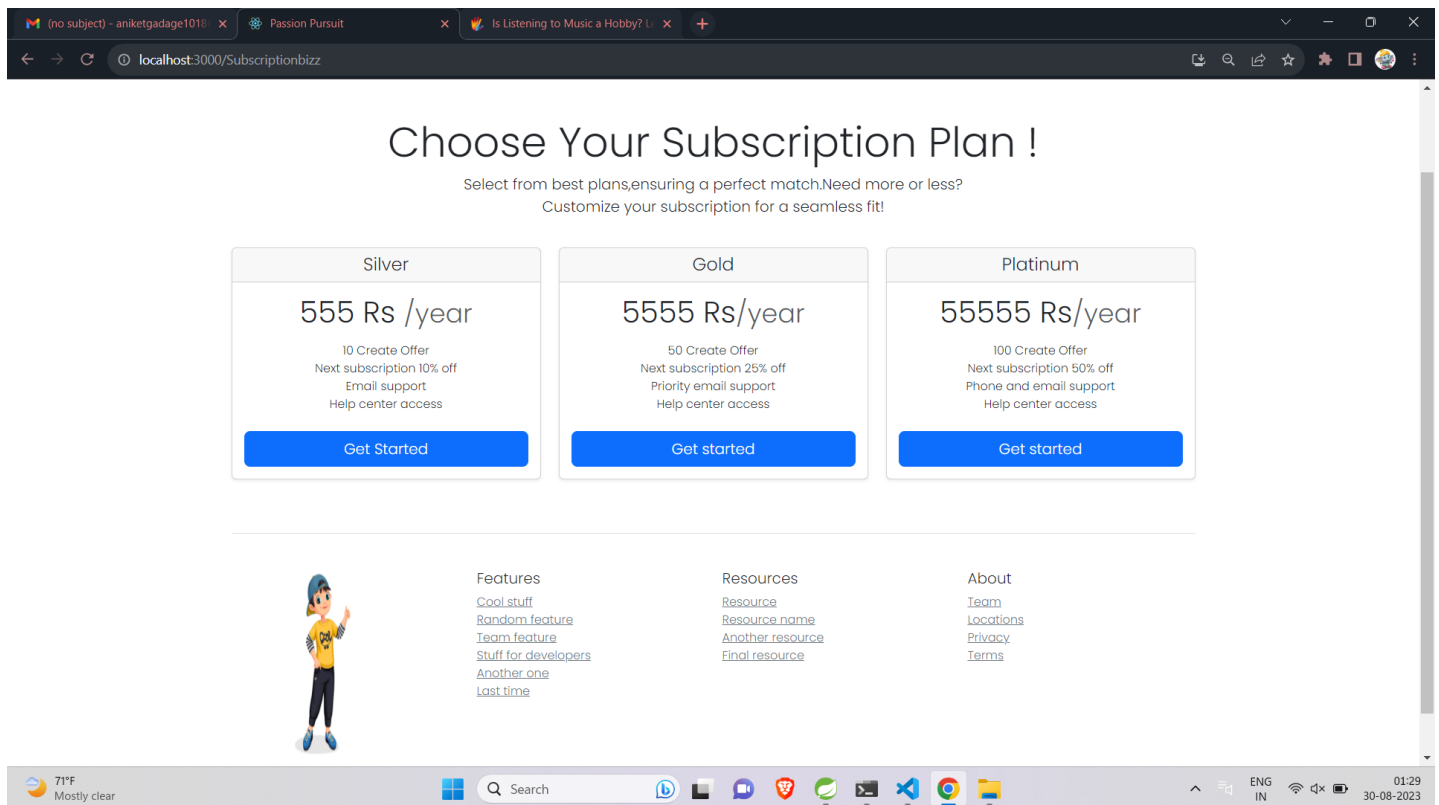 (no subject) - aniketgadage1018
Passion Pursuit
Is Listening to Music a Hobby? L
localhost:3000/Subscriptionbizz
Choose Your Subscription Plan !
Select from best plans,ensuring a perfect match.Need more or less?
Customize your subscription for a seamless fit!
Silver
555 Rs /year
10 Create Offer
Next subscription 10% off
Email support
Help center access
Get Started
Gold
5555 Rs/year
50 Create Offer
Next subscription 25% off
Priority email support
Help center access
Get started
Platinum
55555 Rs/year
100 Create Offer
Next subscription 50% off
Phone and email support
Help center access
Get started
Features
Cool stuff
Random feature
Team feature
Stuff for developers
Another one
Last time
Resources
Resource
Resource name
Another resource
Final resource
About
Team
Locations
Privacy
Terms
71°F
Mostly clear
Search
ENG
IN
01:29
30-08-2023